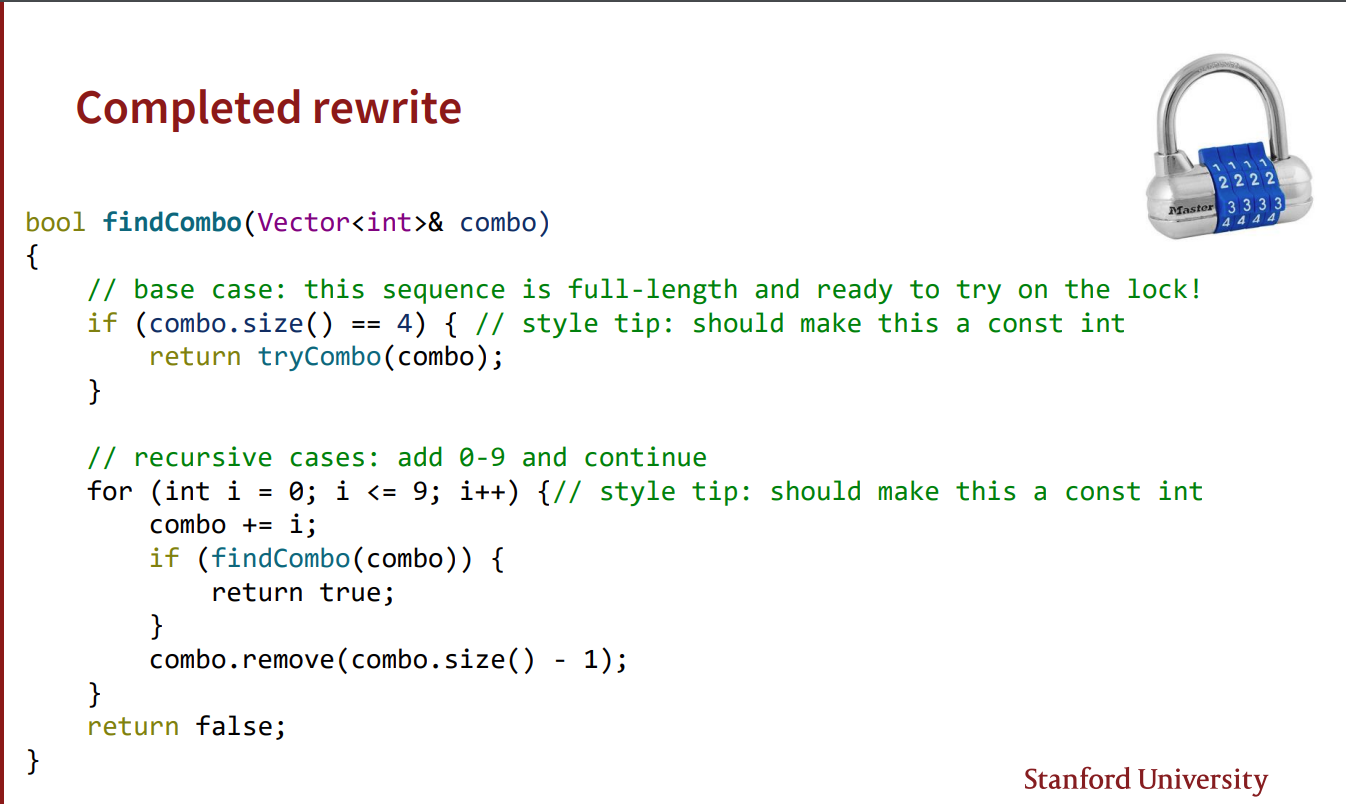 Completed rewrite
1 1 1 1
2 2 2 2
Master 3 3 3 3
4 4 4 4
bool findCombo(Vector<int>& combo)
{
    // base case: this sequence is full-length and ready to try on the lock!
    if (combo.size() == 4) { // style tip: should make this a const int
        return tryCombo(combo);
    }
    // recursive cases: add 0-9 and continue
    for (int i = 0; i <= 9; i++) {// style tip: should make this a const int
        combo += i;
        if (findCombo(combo)) {
            return true;
        }
        combo.remove(combo.size() - 1);
    }
    return false;
}
Stanford University